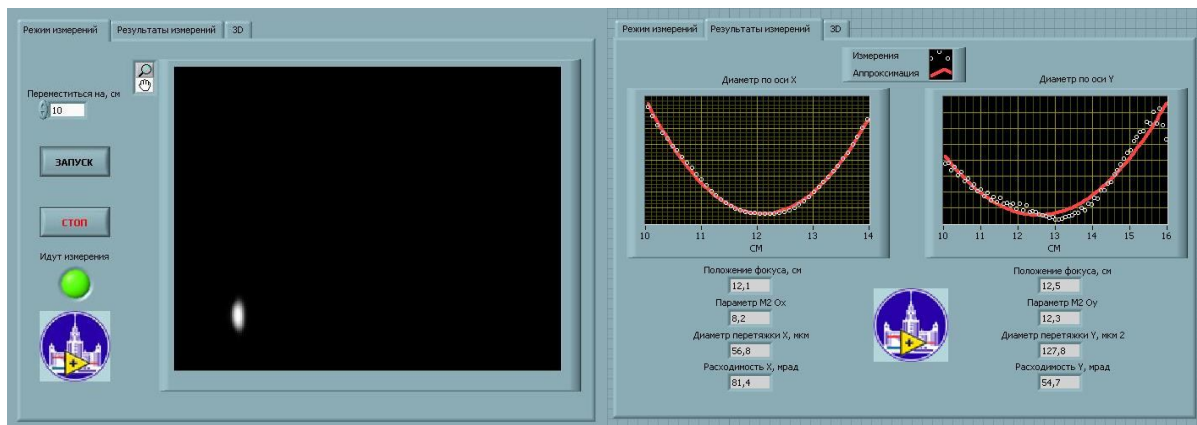 Режим измерений Результаты измерений 3D
Переместиться на, см
10
ЗАПУСК
СТОП
Идут измерения
Режим измерений Результаты измерений 3D
Измерения
Аппроксимация
Диаметр по оси X
10 11 12 13 14
СМ
Положение фокуса, см
12,1
Параметр M2 Ox
8,2
Диаметр перетяжки X, мкм
56,8
Расходимость X, мрад
81,4
Диаметр по оси Y
10 11 12 13 14 15 16
СМ
Положение фокуса, см
12,5
Параметр M2 Oy
12,3
Диаметр перетяжки Y, мкм 2
127,8
Расходимость Y, мрад
54,7